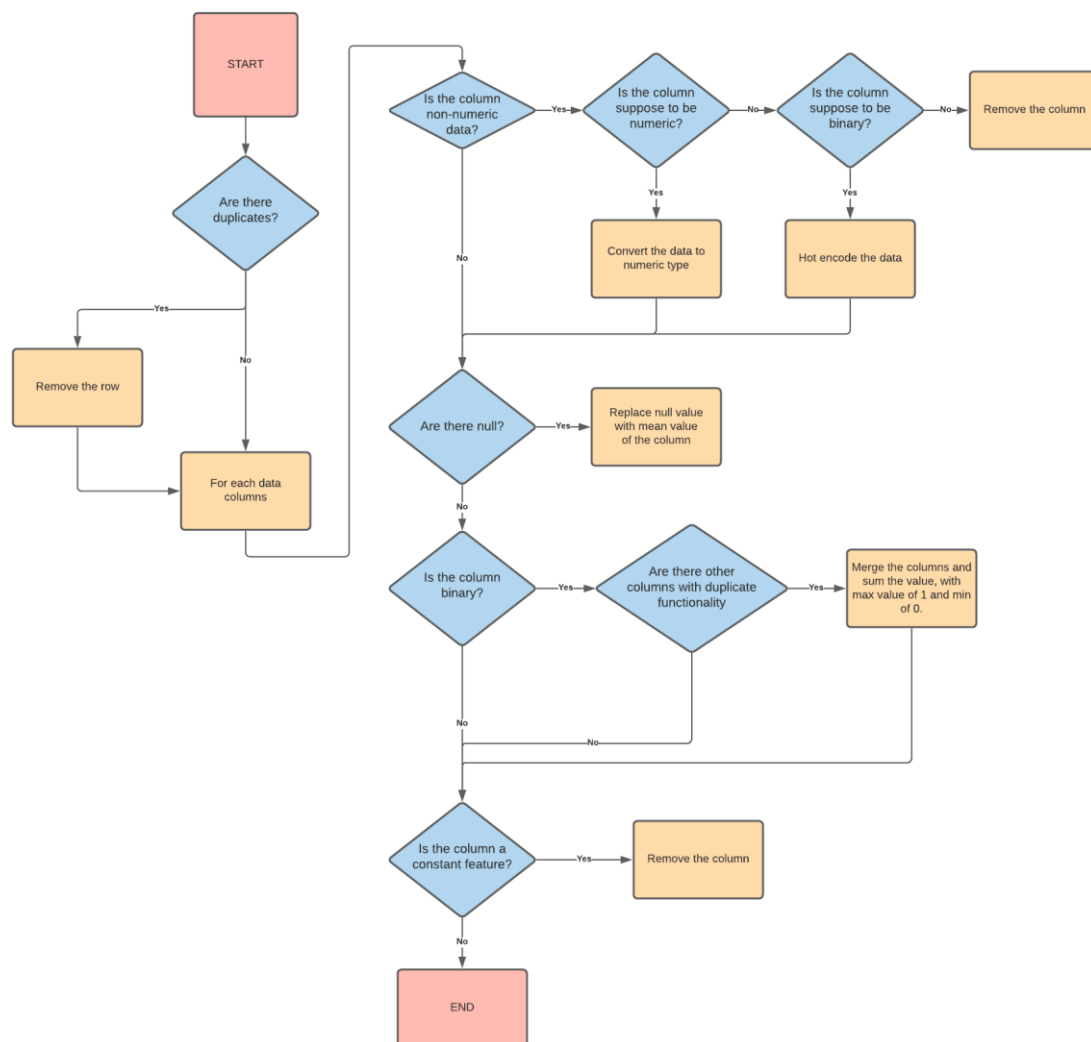 START
Are there
duplicates?
Yes
No
Remove the row
For each data
columns
Is the column
non-numeric
data?
Yes
Is the column
suppose to be
numeric?
No
Is the column
suppose to be
binary?
No
Remove the column
Yes
Yes
Convert the data to
numeric type
Hot encode the data
No
Are there null?
Yes
Replace null value
with mean value
of the column
No
Is the column
binary?
Yes
Are there other
columns with duplicate
functionality
Yes
Merge the columns and
sum the value, with
max value of 1 and min
of 0.
No
No
Is the column a
constant feature?
Yes
Remove the column
No
END